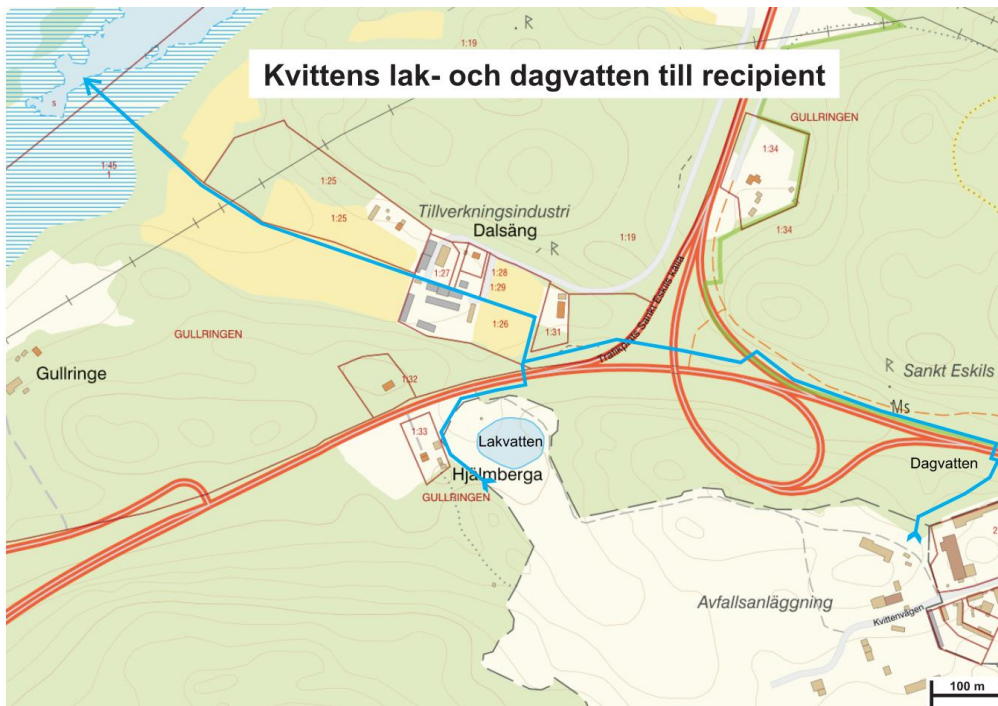 1:19
R
Kvittens lak- och dagvatten till recipient
GULLRINGEN
s
1:34
1:45
1
1:25
1:25
Tillverkningsindustri
Dalsäng
R
1:19
1:34
1:27
1:28
1:29
1:26
1:31
Trafikplats Sankt Eskils källa
GULLRINGEN
Gullringe
1:32
R
Sankt Eskils
Ms
1:33
Lakvatten
Hjälmberga
GULLRINGEN
Dagvatten
2
Avfallsanläggning
Kvittenvägen
100 m